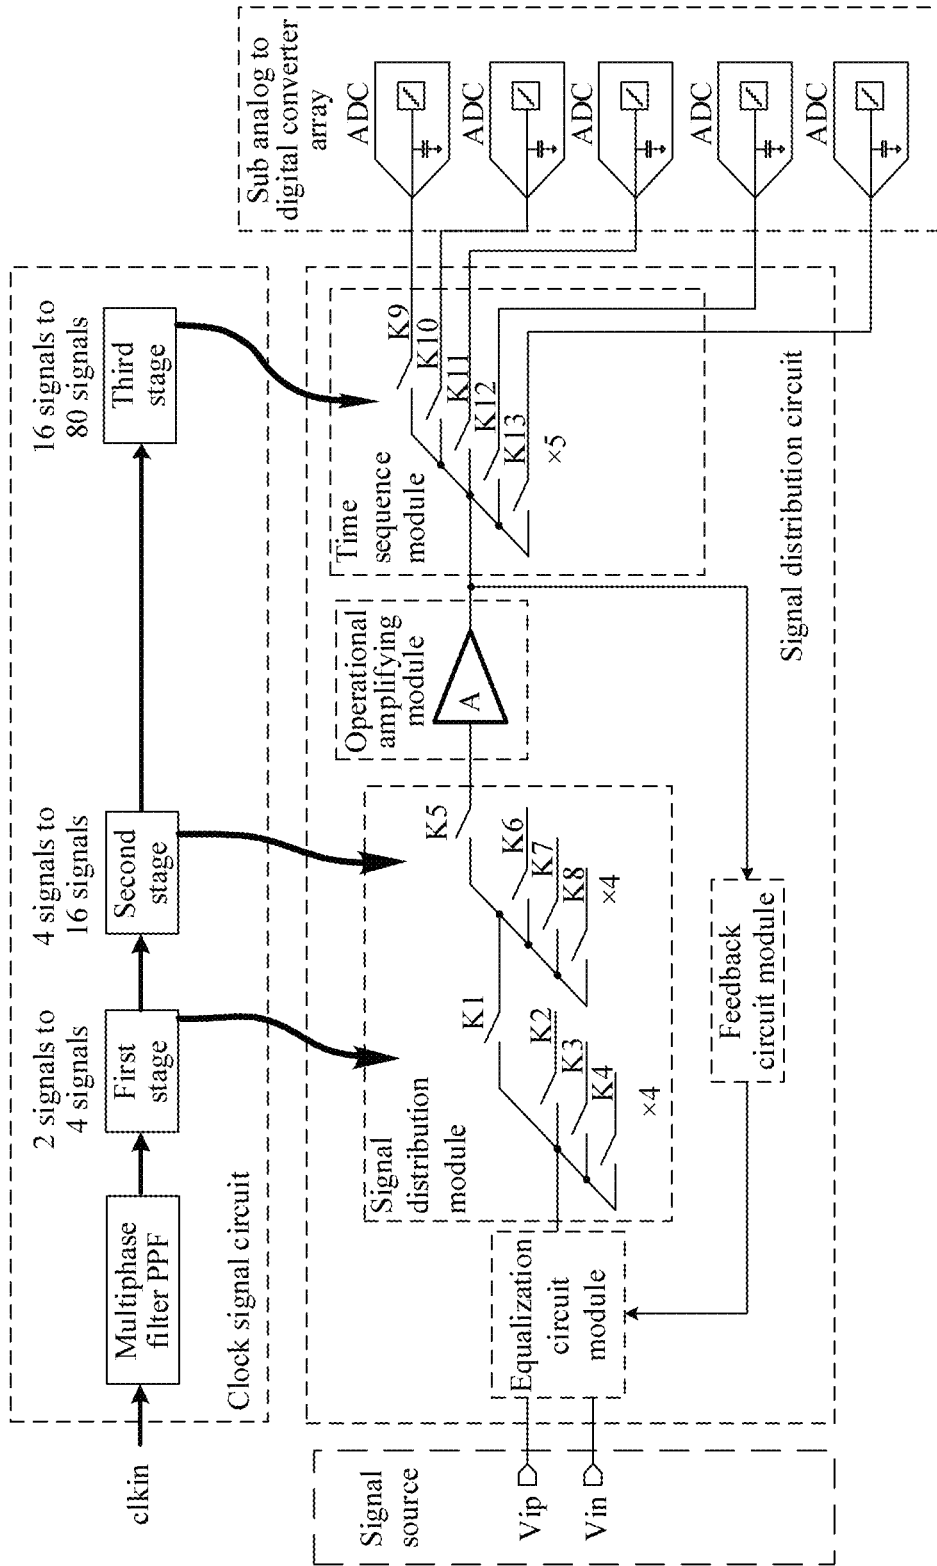 clkin
Multiphase
filter PPF
2 signals to
4 signals
First
stage
4 signals to
16 signals
Second
stage
16 signals to
80 signals
Third
stage
Clock signal circuit
Signal
source
Vip
Vin
Equalization
circuit
module
Signal
distribution
module
K1
K2
K3
K4
×4
K5
K6
K7
K8
×4
Operational
amplifying
module
A
Time
sequence
module
K9
K10
K11
K12
K13
×5
Feedback
circuit module
Signal distribution circuit
Sub analog to
digital converter
array
ADC
ADC
ADC
ADC
ADC